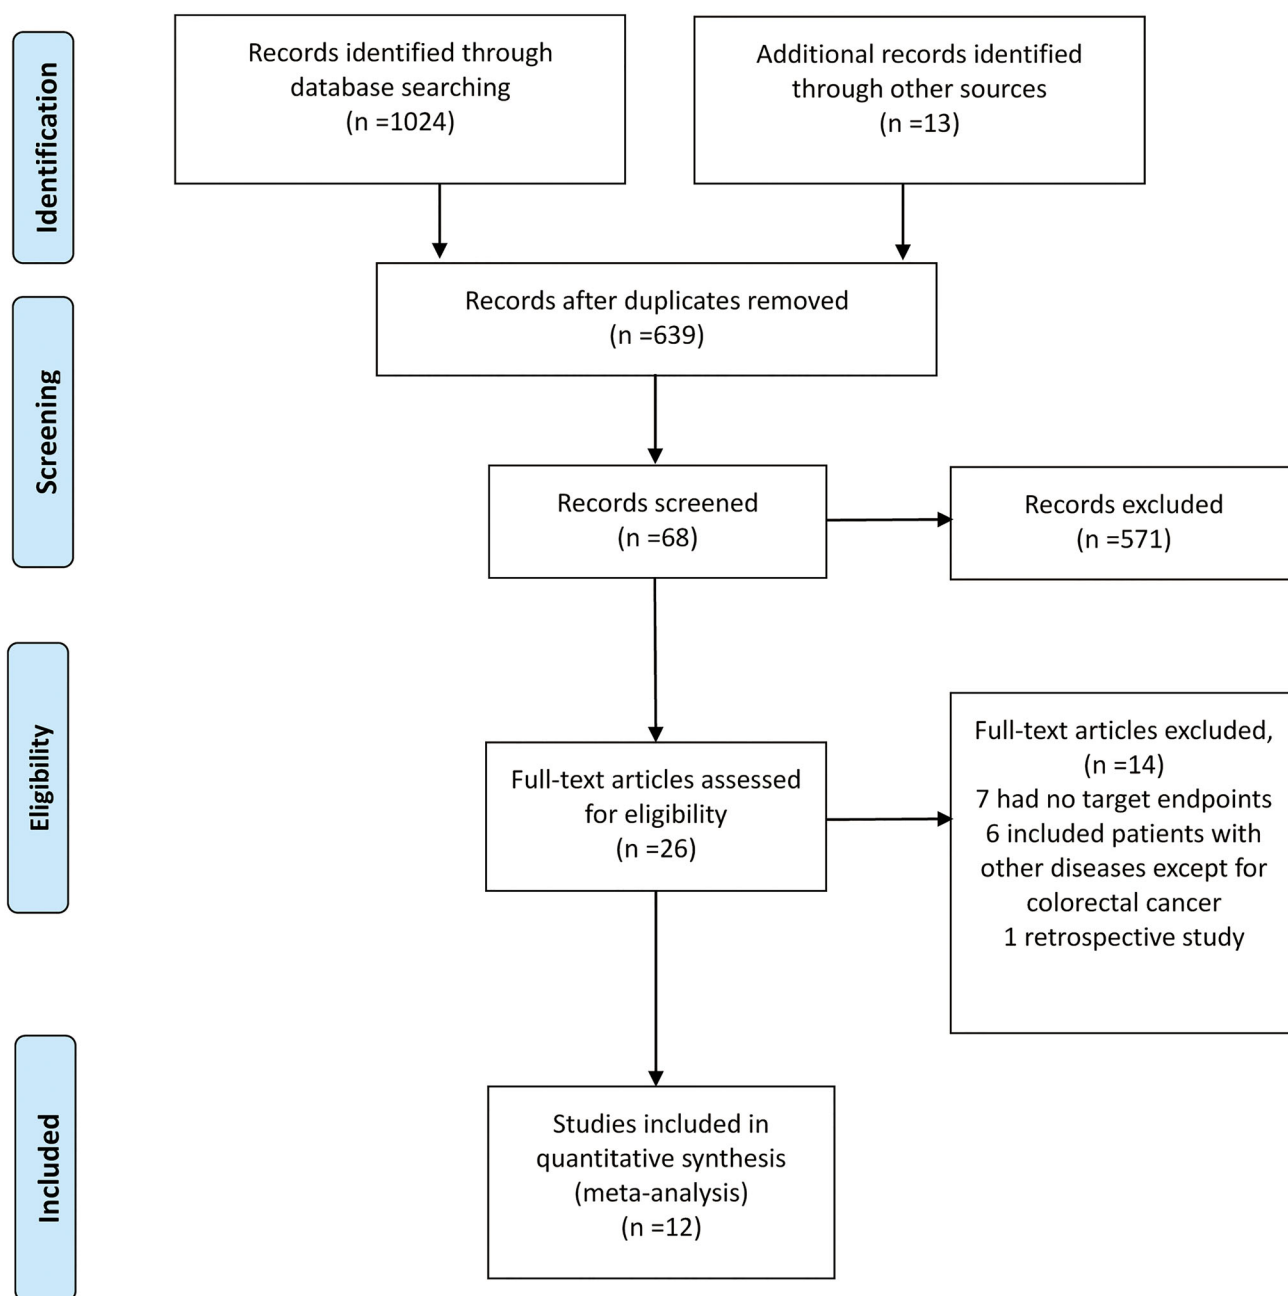 Identification
Records identified through
database searching
(n =1024)
Additional records identified
through other sources
(n =13)
Screening
Records after duplicates removed
(n =639)
Records screened
(n =68)
Records excluded
(n =571)
Eligibility
Full-text articles assessed
for eligibility
(n =26)
Full-text articles excluded,
(n =14)
7 had no target endpoints
6 included patients with
other diseases except for
colorectal cancer
1 retrospective study
Included
Studies included in
quantitative synthesis
(meta-analysis)
(n =12)